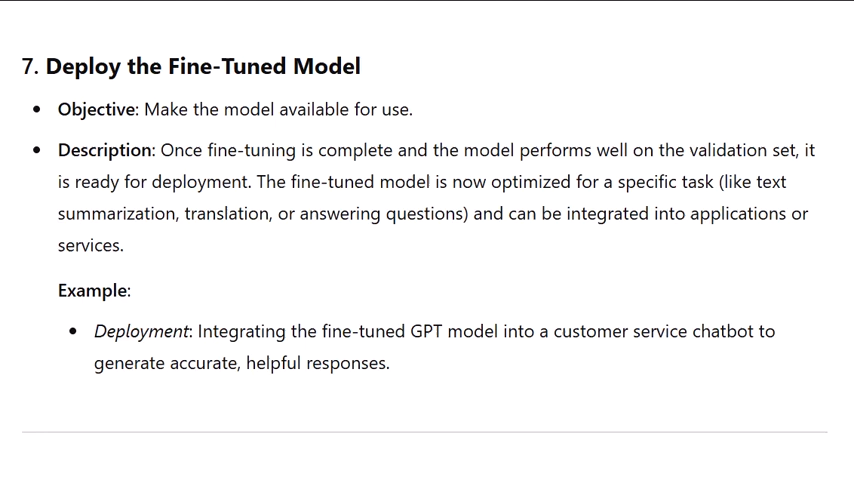 7. Deploy the Fine-Tuned Model
• Objective: Make the model available for use.
• Description: Once fine-tuning is complete and the model performs well on the validation set, it
is ready for deployment. The fine-tuned model is now optimized for a specific task (like text
summarization, translation, or answering questions) and can be integrated into applications or
services.
Example:
• Deployment: Integrating the fine-tuned GPT model into a customer service chatbot to
generate accurate, helpful responses.